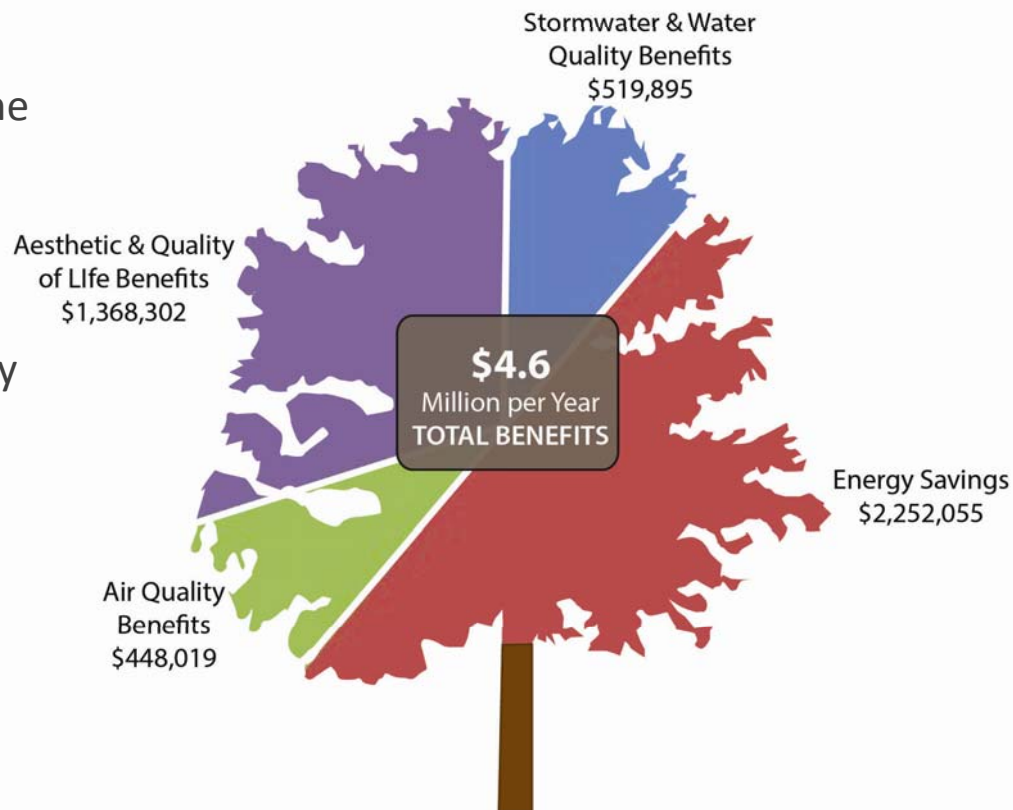 Stormwater & Water
Quality Benefits
$519,895
Aesthetic & Quality
of LIfe Benefits
$1,368,302
$4.6
Million per Year
TOTAL BENEFITS
Energy Savings
$2,252,055
Air Quality
Benefits
$448,019